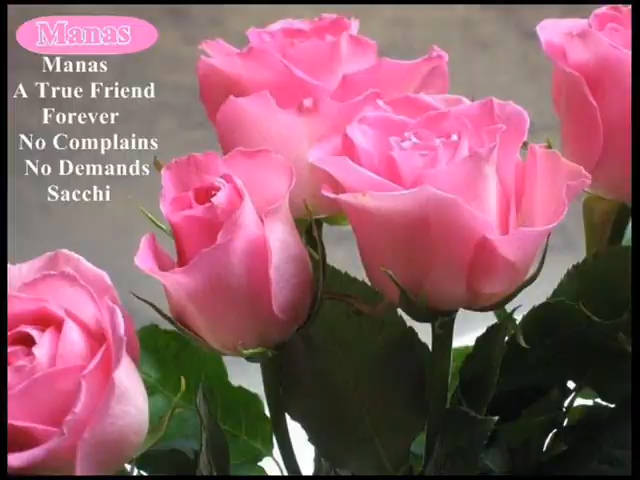 Manas
Manas
A True Friend
Forever
No Complains
No Demands
Sacchi